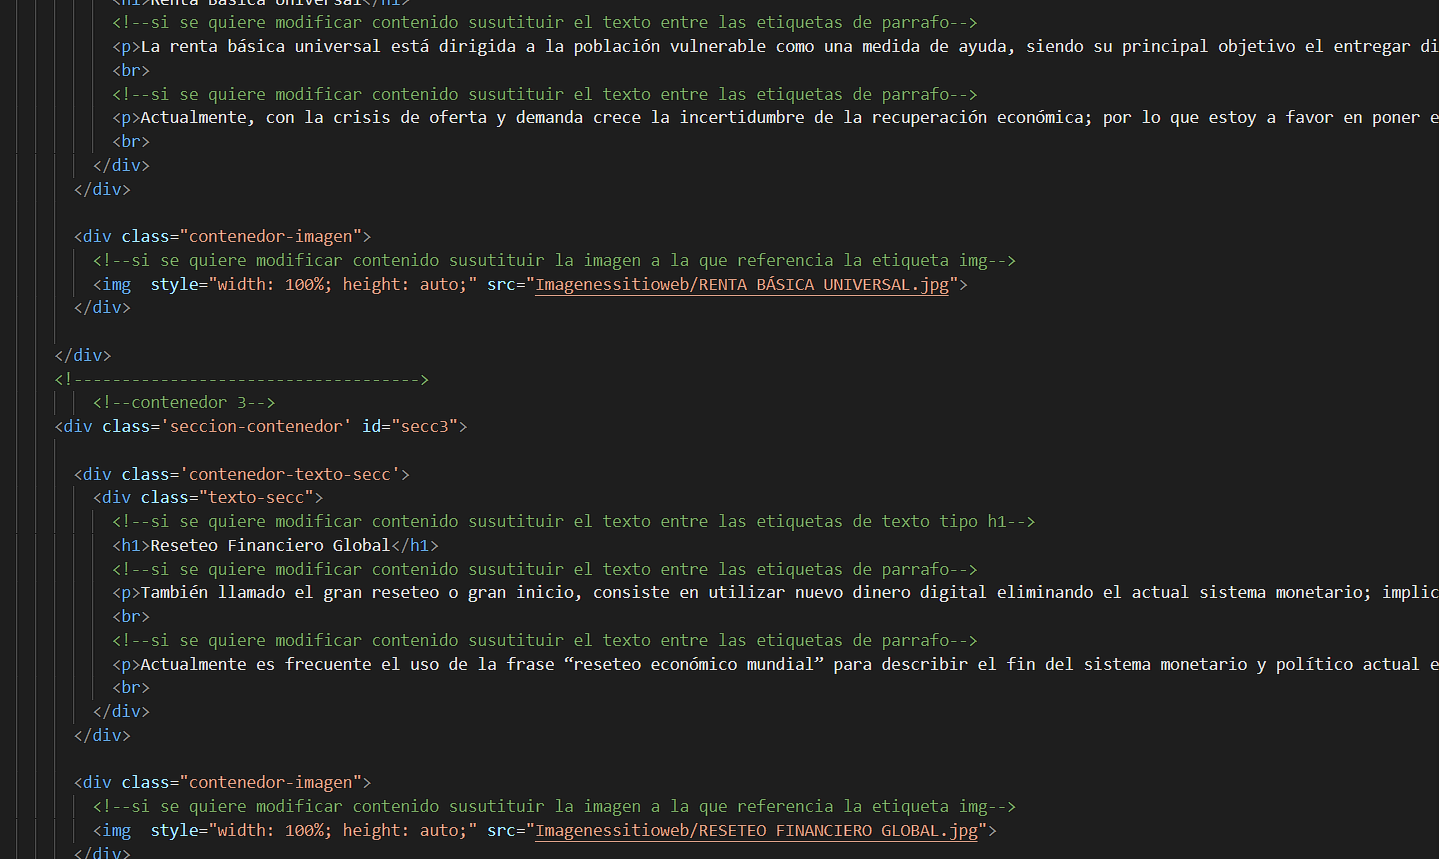 <h1>Renta Básica Universal</h1>
<!--si se quiere modificar contenido susutituir el texto entre las etiquetas de parrafo-->
<p>La renta básica universal está dirigida a la población vulnerable como una medida de ayuda, siendo su principal objetivo el entregar di
<br>
<!--si se quiere modificar contenido susutituir el texto entre las etiquetas de parrafo-->
<p>Actualmente, con la crisis de oferta y demanda crece la incertidumbre de la recuperación económica; por lo que estoy a favor en poner e
<br>
</div>
</div>
<div class="contenedor-imagen">
<!--si se quiere modificar contenido susutituir la imagen a la que referencia la etiqueta img-->
<img  style="width: 100%; height: auto;" src="Imagenessitioweb/RENTA BÁSICA UNIVERSAL.jpg">
</div>
</div>
<!------------------------------------>
<!--contenedor 3-->
<div class='seccion-contenedor' id="secc3">
<div class='contenedor-texto-secc'>
<div class="texto-secc">
<!--si se quiere modificar contenido susutituir el texto entre las etiquetas de texto tipo h1-->
<h1>Reseteo Financiero Global</h1>
<!--si se quiere modificar contenido susutituir el texto entre las etiquetas de parrafo-->
<p>También llamado el gran reseteo o gran inicio, consiste en utilizar nuevo dinero digital eliminando el actual sistema monetario; implic
<br>
<!--si se quiere modificar contenido susutituir el texto entre las etiquetas de parrafo-->
<p>Actualmente es frecuente el uso de la frase “reseteo económico mundial” para describir el fin del sistema monetario y político actual e
<br>
</div>
</div>
<div class="contenedor-imagen">
<!--si se quiere modificar contenido susutituir la imagen a la que referencia la etiqueta img-->
<img  style="width: 100%; height: auto;" src="Imagenessitioweb/RESETEO FINANCIERO GLOBAL.jpg">
</div>